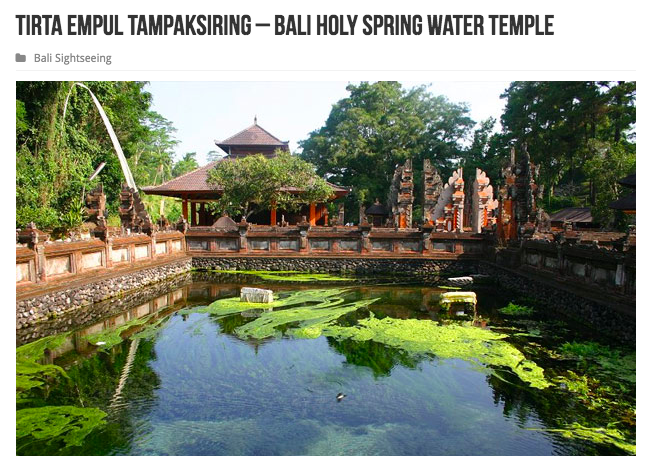 TIRTA EMPUL TAMPAKSIRING – BALI HOLY SPRING WATER TEMPLE
Bali Sightseeing